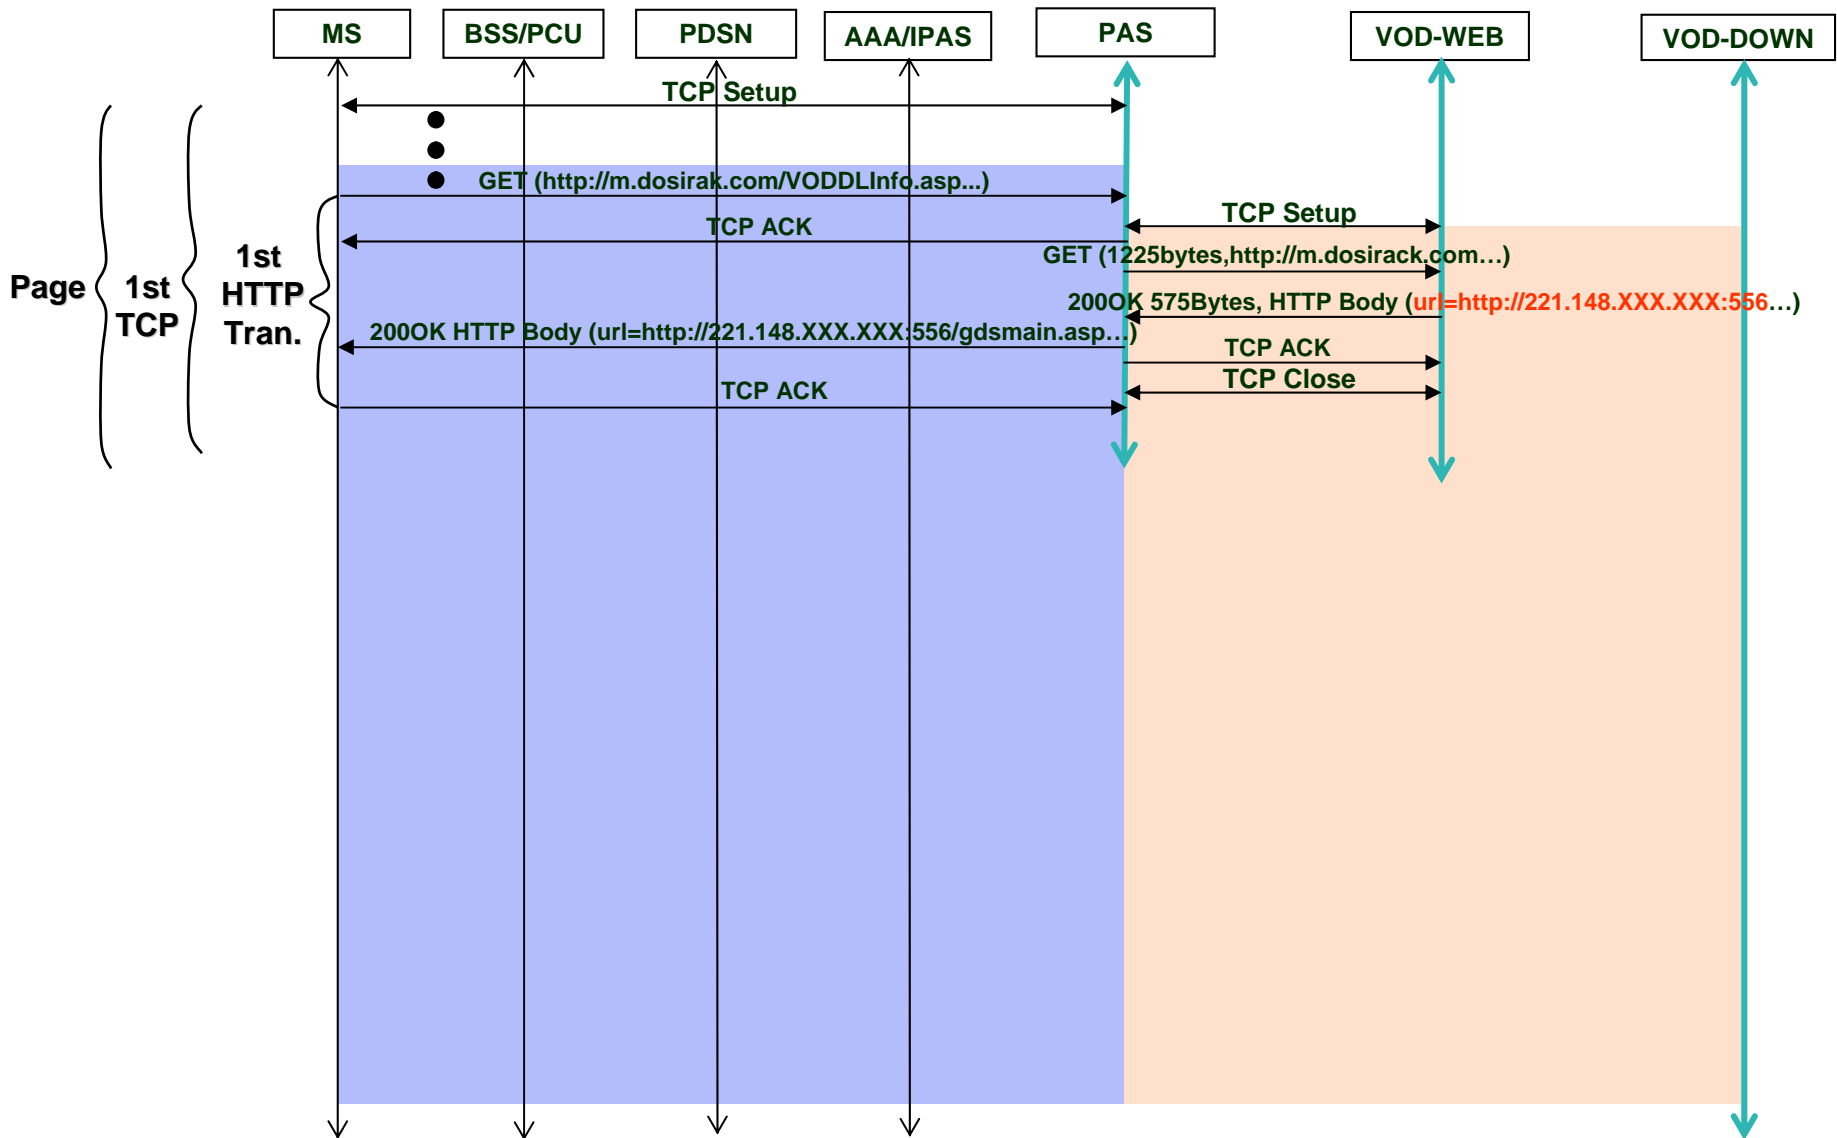 MS
BSS/PCU
PDSN
AAA/IPAS
PAS
VOD-WEB
VOD-DOWN
TCP Setup
GET (http://m.dosirak.com/VODDLInfo.asp...)
TCP Setup
TCP ACK
GET (1225bytes,http://m.dosirack.com…)
Page
1st
TCP
1st
HTTP
Tran.
200OK 575Bytes, HTTP Body (url=http://221.148.XXX.XXX:556…)
200OK HTTP Body (url=http://221.148.XXX.XXX:556/gdsmain.asp…)
TCP ACK
TCP Close
TCP ACK